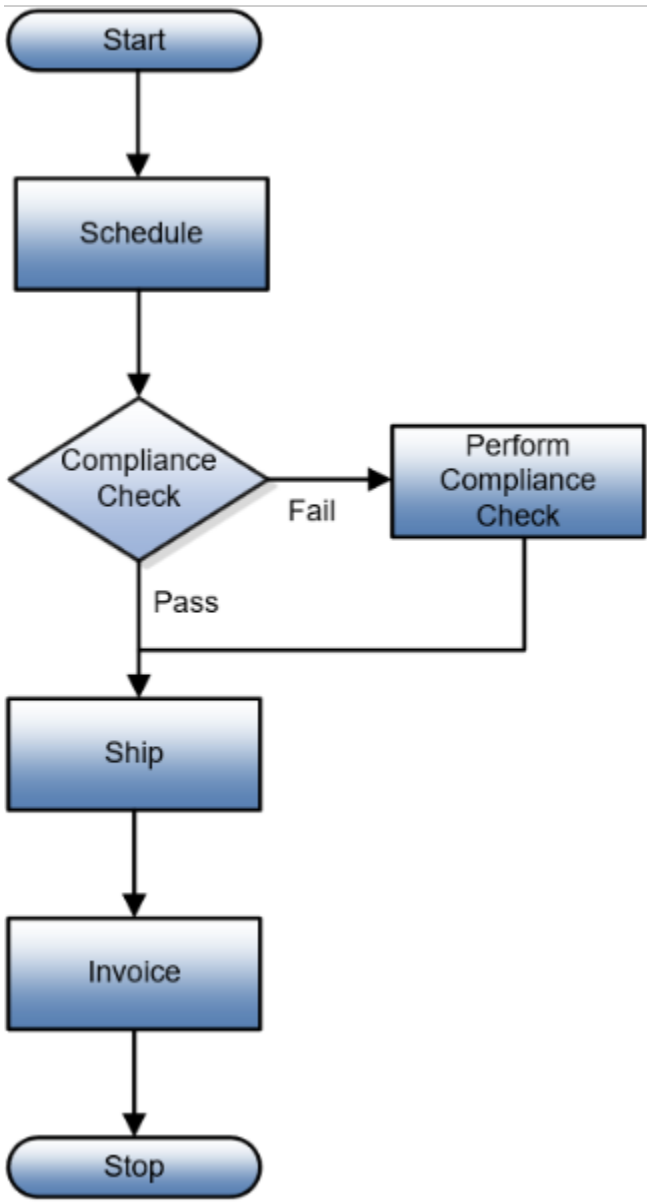 Start
Schedule
Compliance
Check
Fail
Perform
Compliance
Check
Pass
Ship
Invoice
Stop